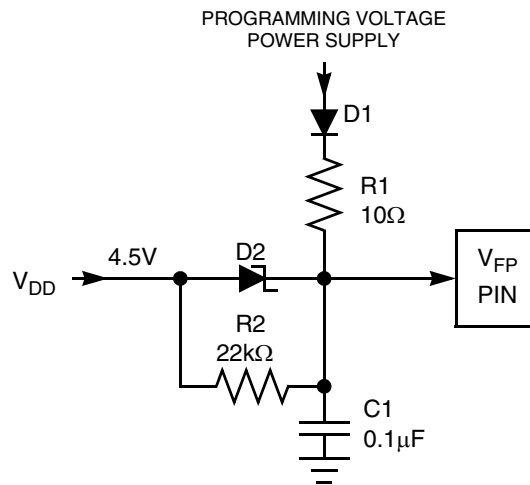 PROGRAMMING VOLTAGE
POWER SUPPLY
D1
R1
10Ω
4.5V
D2
V_DD
V_FP
PIN
R2
22kΩ
C1
0.1μF